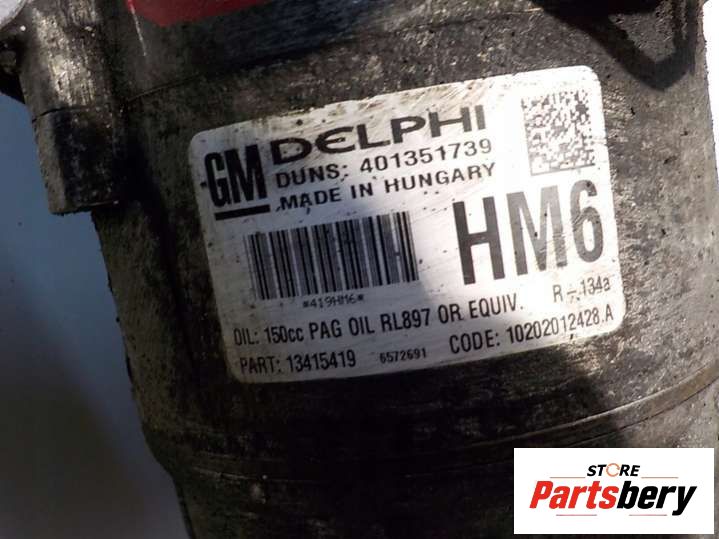 GM DELPHI
DUNS: 401351739
MADE IN HUNGARY
HM6
*419HM6*
R-134a
OIL: 150cc PAG OIL RL897 OR EQUIV.
PART: 13415419 6572691 CODE: 10202012428.A
STORE
Partsbery